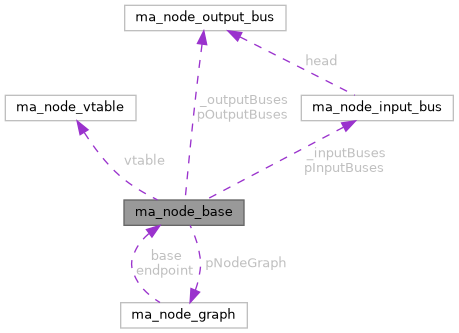 ma_node_output_bus
head
_outputBuses
pOutputBuses
ma_node_vtable
ma_node_input_bus
vtable
_inputBuses
pInputBuses
ma_node_base
base
endpoint
pNodeGraph
ma_node_graph